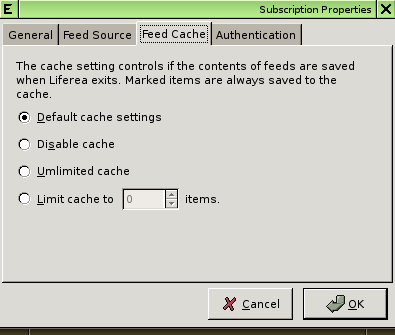 E Subscription Properties X
General Feed Source Feed Cache Authentication
The cache setting controls if the contents of feeds are saved
when Liferea exits. Marked items are always saved to the
cache.
Default cache settings
Disable cache
Unlimited cache
Limit cache to 0 items.
Cancel OK